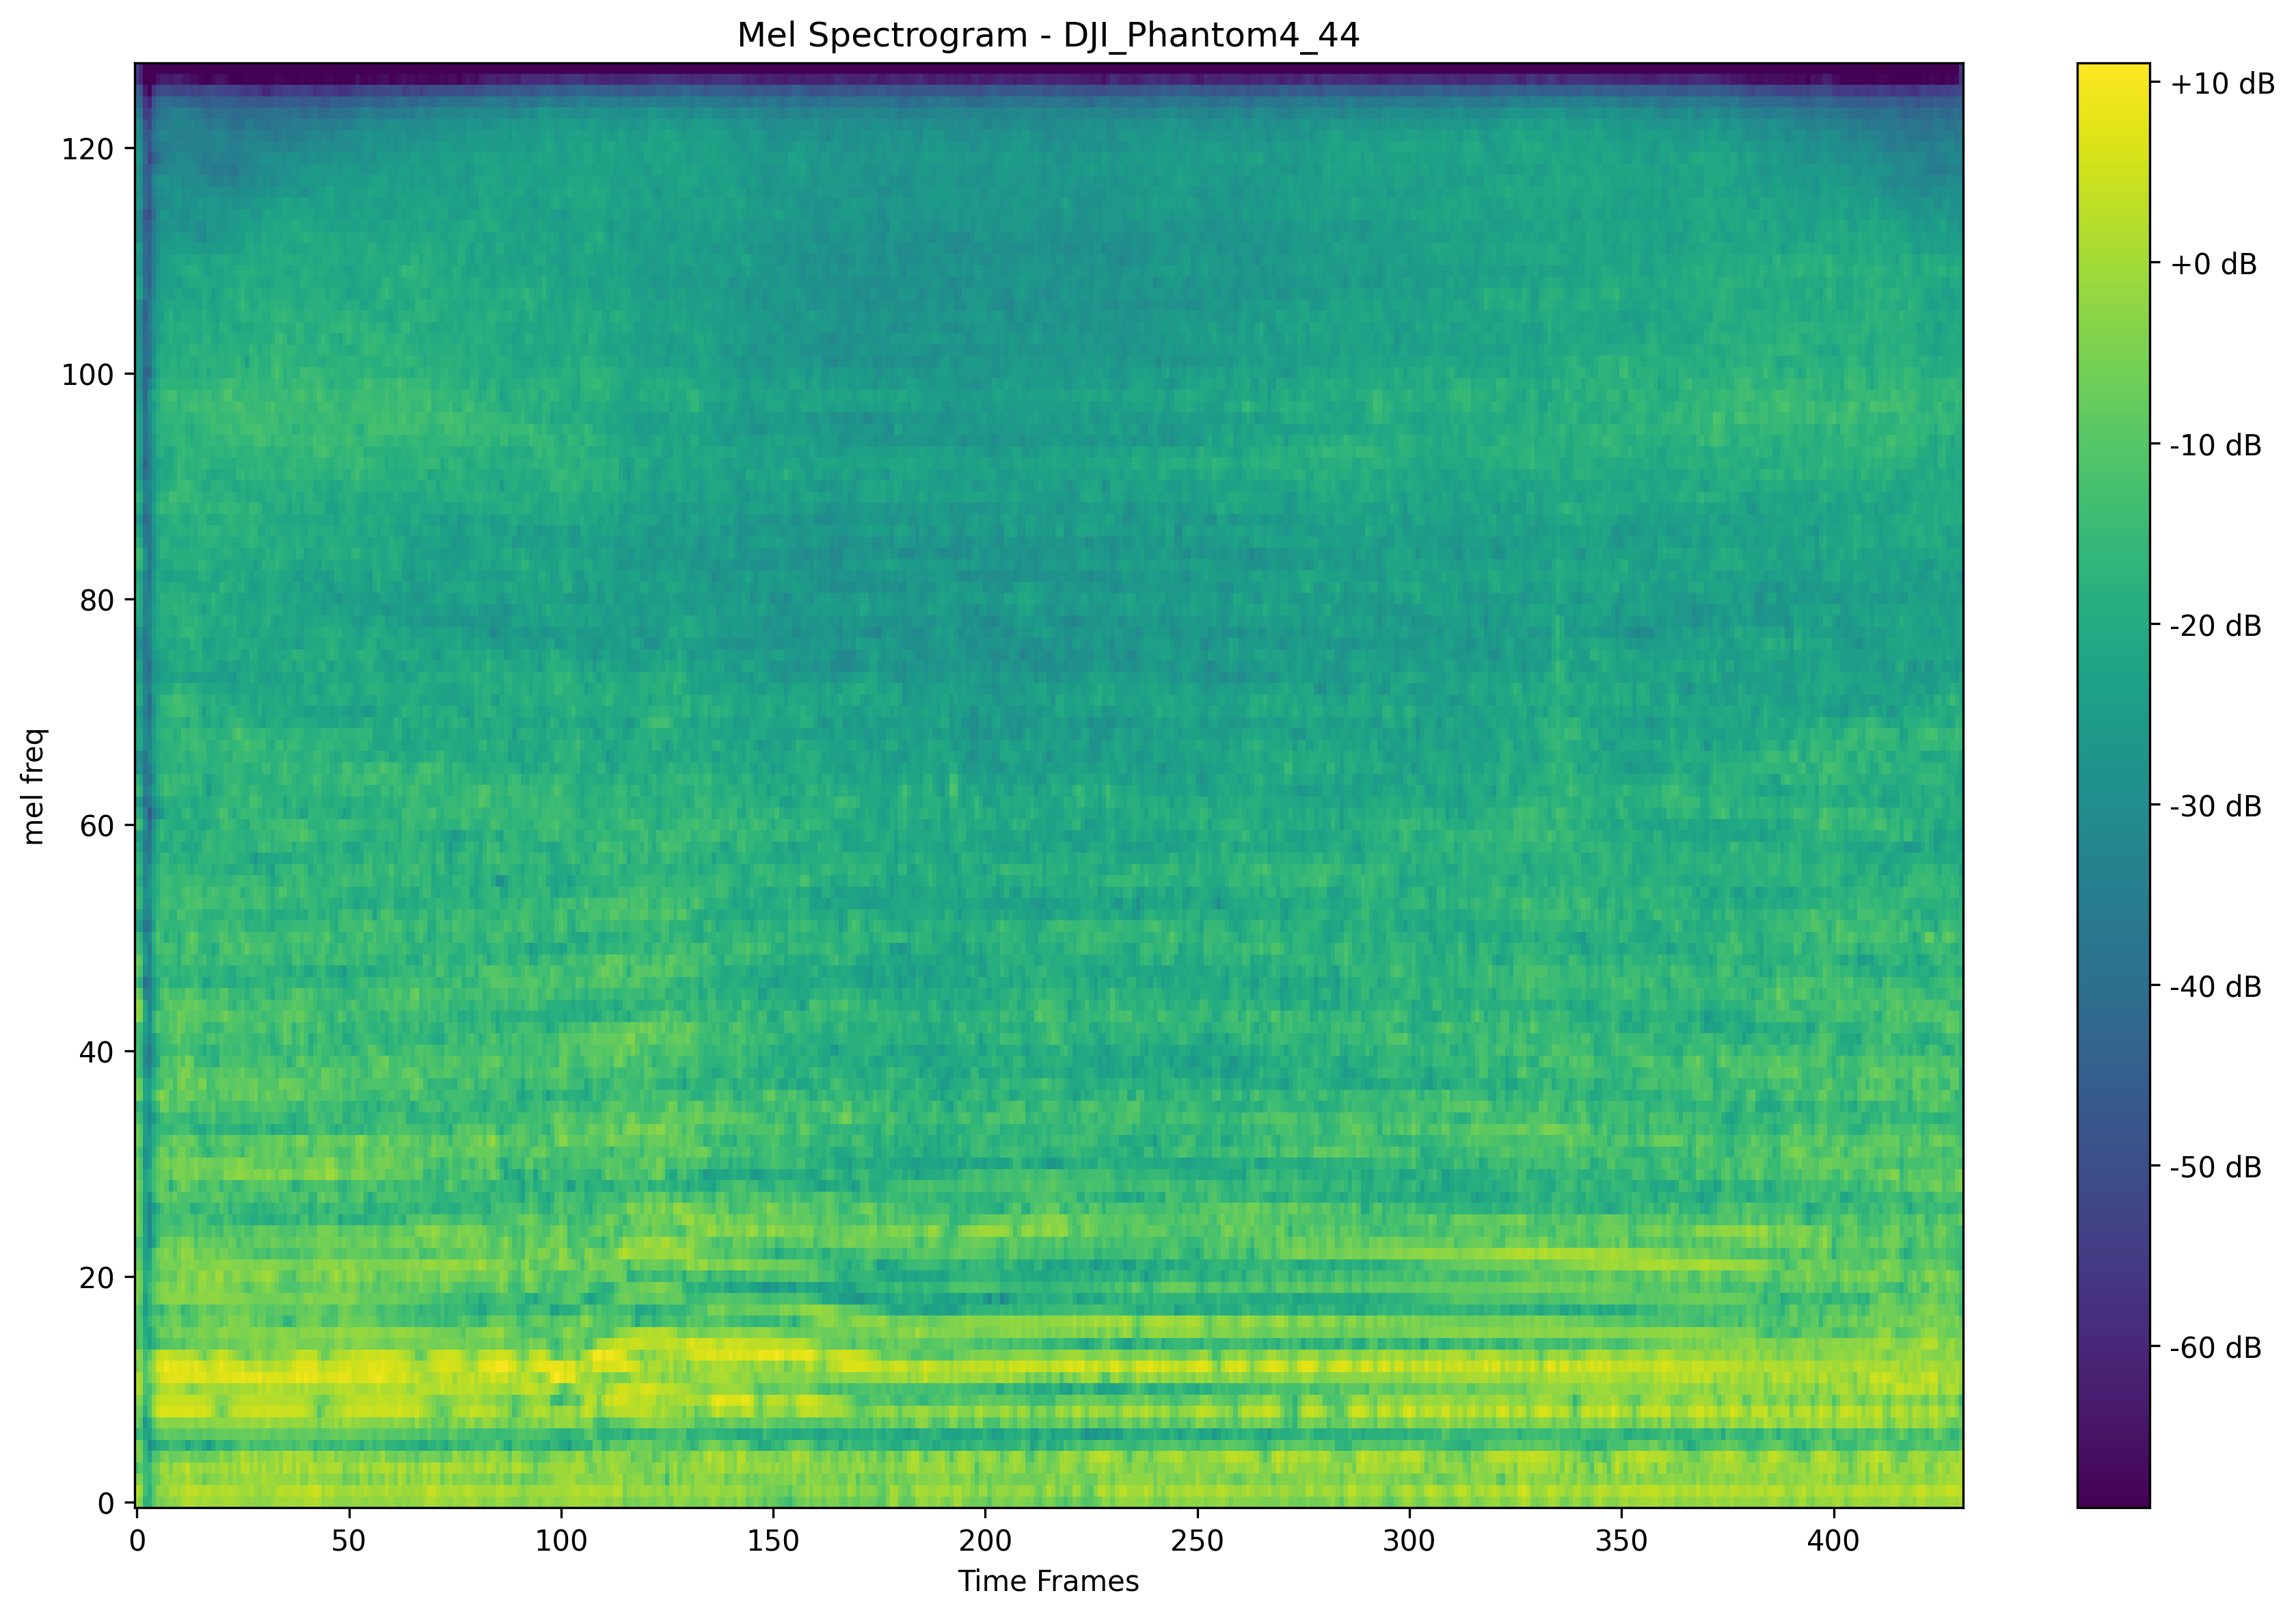 Mel Spectrogram - DJI_Phantom4_44
+10 dB
+0 dB
-10 dB
-20 dB
-30 dB
-40 dB
-50 dB
-60 dB
mel freq
120
100
80
60
40
20
0
0 50 100 150 200 250 300 350 400
Time Frames